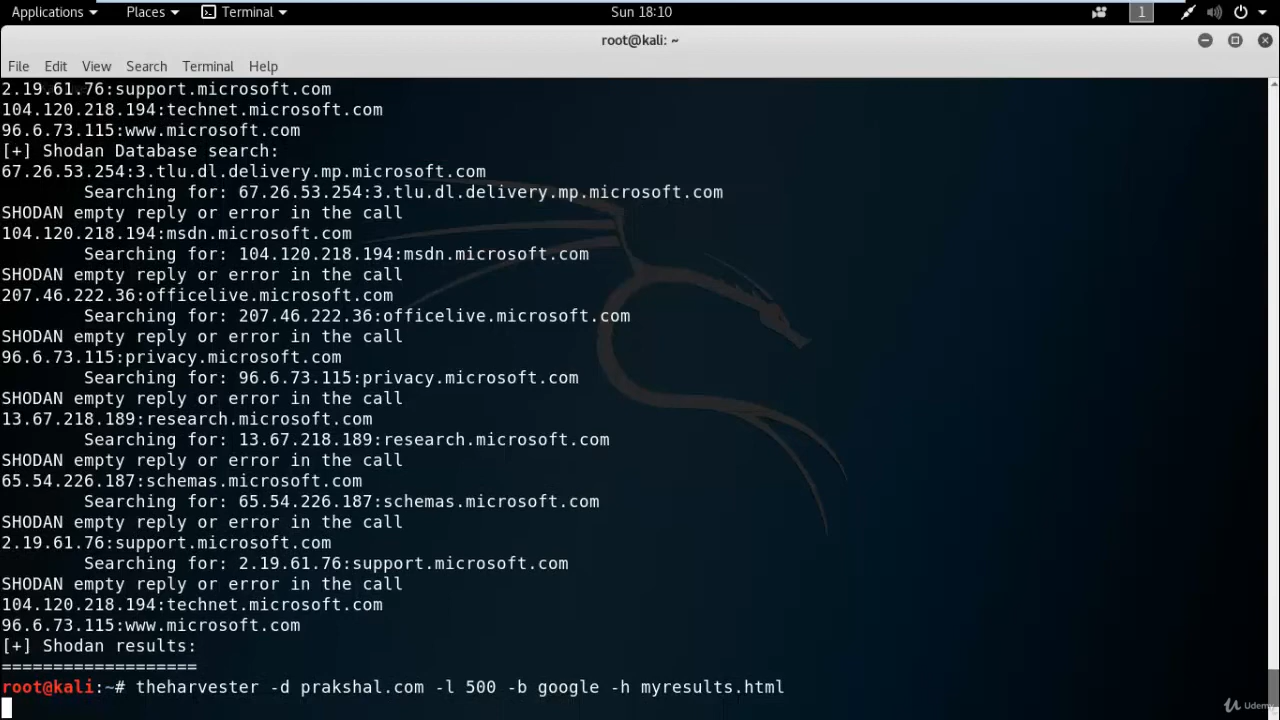 Applications Places Terminal Sun 18:10 1
root@kali: ~
File Edit View Search Terminal Help
2.19.61.76:support.microsoft.com
104.120.218.194:technet.microsoft.com
96.6.73.115:www.microsoft.com
[+] Shodan Database search:
67.26.53.254:3.tlu.dl.delivery.mp.microsoft.com
Searching for: 67.26.53.254:3.tlu.dl.delivery.mp.microsoft.com
SHODAN empty reply or error in the call
104.120.218.194:msdn.microsoft.com
Searching for: 104.120.218.194:msdn.microsoft.com
SHODAN empty reply or error in the call
207.46.222.36:officelive.microsoft.com
Searching for: 207.46.222.36:officelive.microsoft.com
SHODAN empty reply or error in the call
96.6.73.115:privacy.microsoft.com
Searching for: 96.6.73.115:privacy.microsoft.com
SHODAN empty reply or error in the call
13.67.218.189:research.microsoft.com
Searching for: 13.67.218.189:research.microsoft.com
SHODAN empty reply or error in the call
65.54.226.187:schemas.microsoft.com
Searching for: 65.54.226.187:schemas.microsoft.com
SHODAN empty reply or error in the call
2.19.61.76:support.microsoft.com
Searching for: 2.19.61.76:support.microsoft.com
SHODAN empty reply or error in the call
104.120.218.194:technet.microsoft.com
96.6.73.115:www.microsoft.com
[+] Shodan results:
===================
root@kali:~# theharvester -d prakshal.com -l 500 -b google -h myresults.html
Udemy